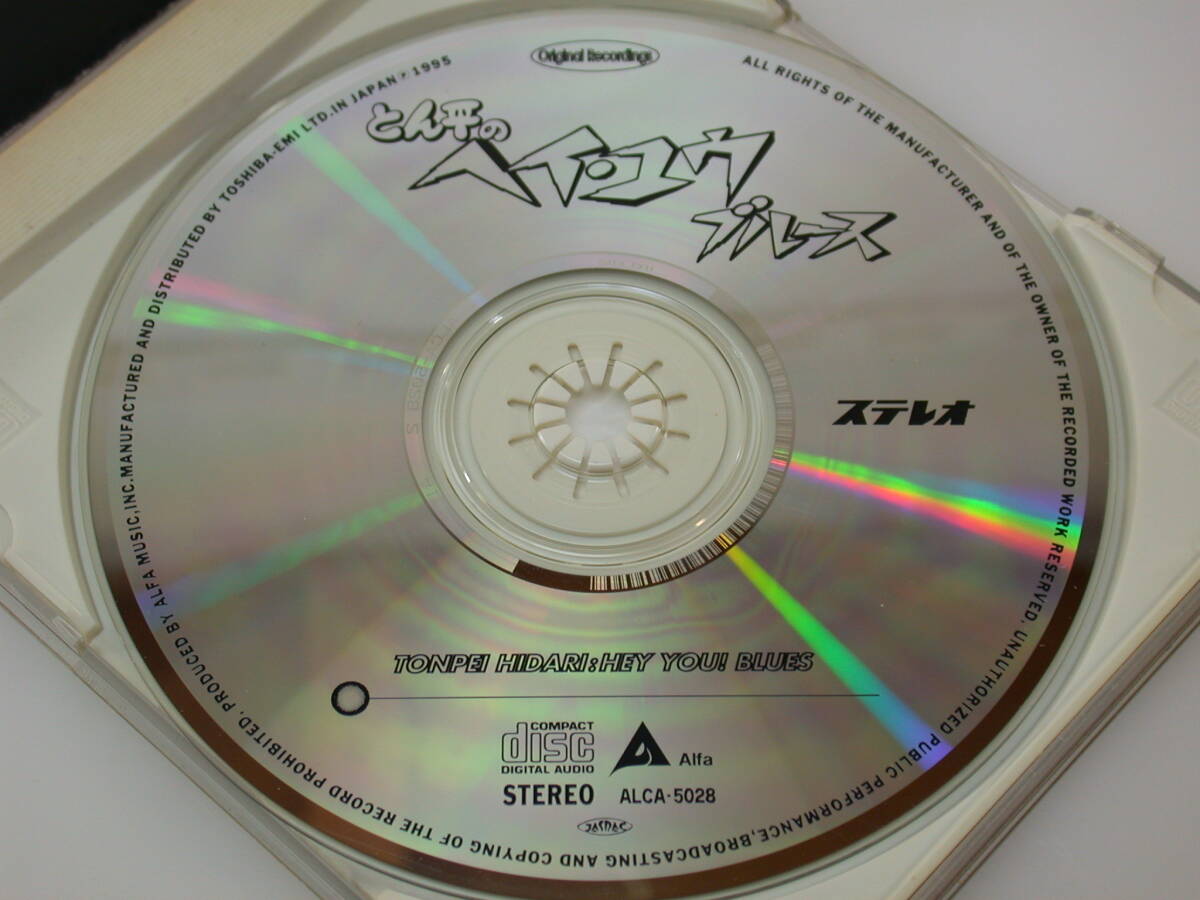 Original Recordings
とん平の
ヘイ・ユウ
ブルース
ステレオ
TONPEI HIDARI:HEY YOU! BLUES
COMPACT
disc
DIGITAL AUDIO
Alfa
STEREO ALCA·5028
JASRAC
ALL RIGHTS OF THE MANUFACTURER AND OF THE OWNER OF THE RECORDED WORK RESERVED. UNAUTHORIZED PUBLIC PERFORMANCE, BROADCASTING AND COPYING OF THE RECORD PROHIBITED. PRODUCED BY ALFA MUSIC, INC. MANUFACTURED AND DISTRIBUTED BY TOSHIBA-EMI LTD. IN JAPAN ℗ 1995